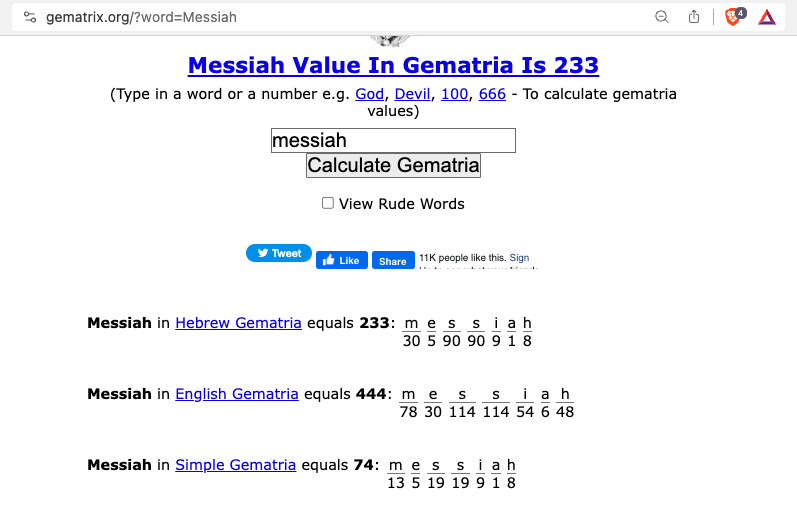 gematrix.org/?word=Messiah
4
Messiah Value In Gematria Is 233
(Type in a word or a number e.g. God, Devil, 100, 666 - To calculate gematria
values)
messiah
Calculate Gematria
View Rude Words
Tweet
Like
Share
11K people like this. Sign
Messiah in Hebrew Gematria equals 233: m e s s i a h
30 5 90 90 9 1 8
Messiah in English Gematria equals 444: m e s s i a h
78 30 114 114 54 6 48
Messiah in Simple Gematria equals 74: m e s s i a h
13 5 19 19 9 1 8